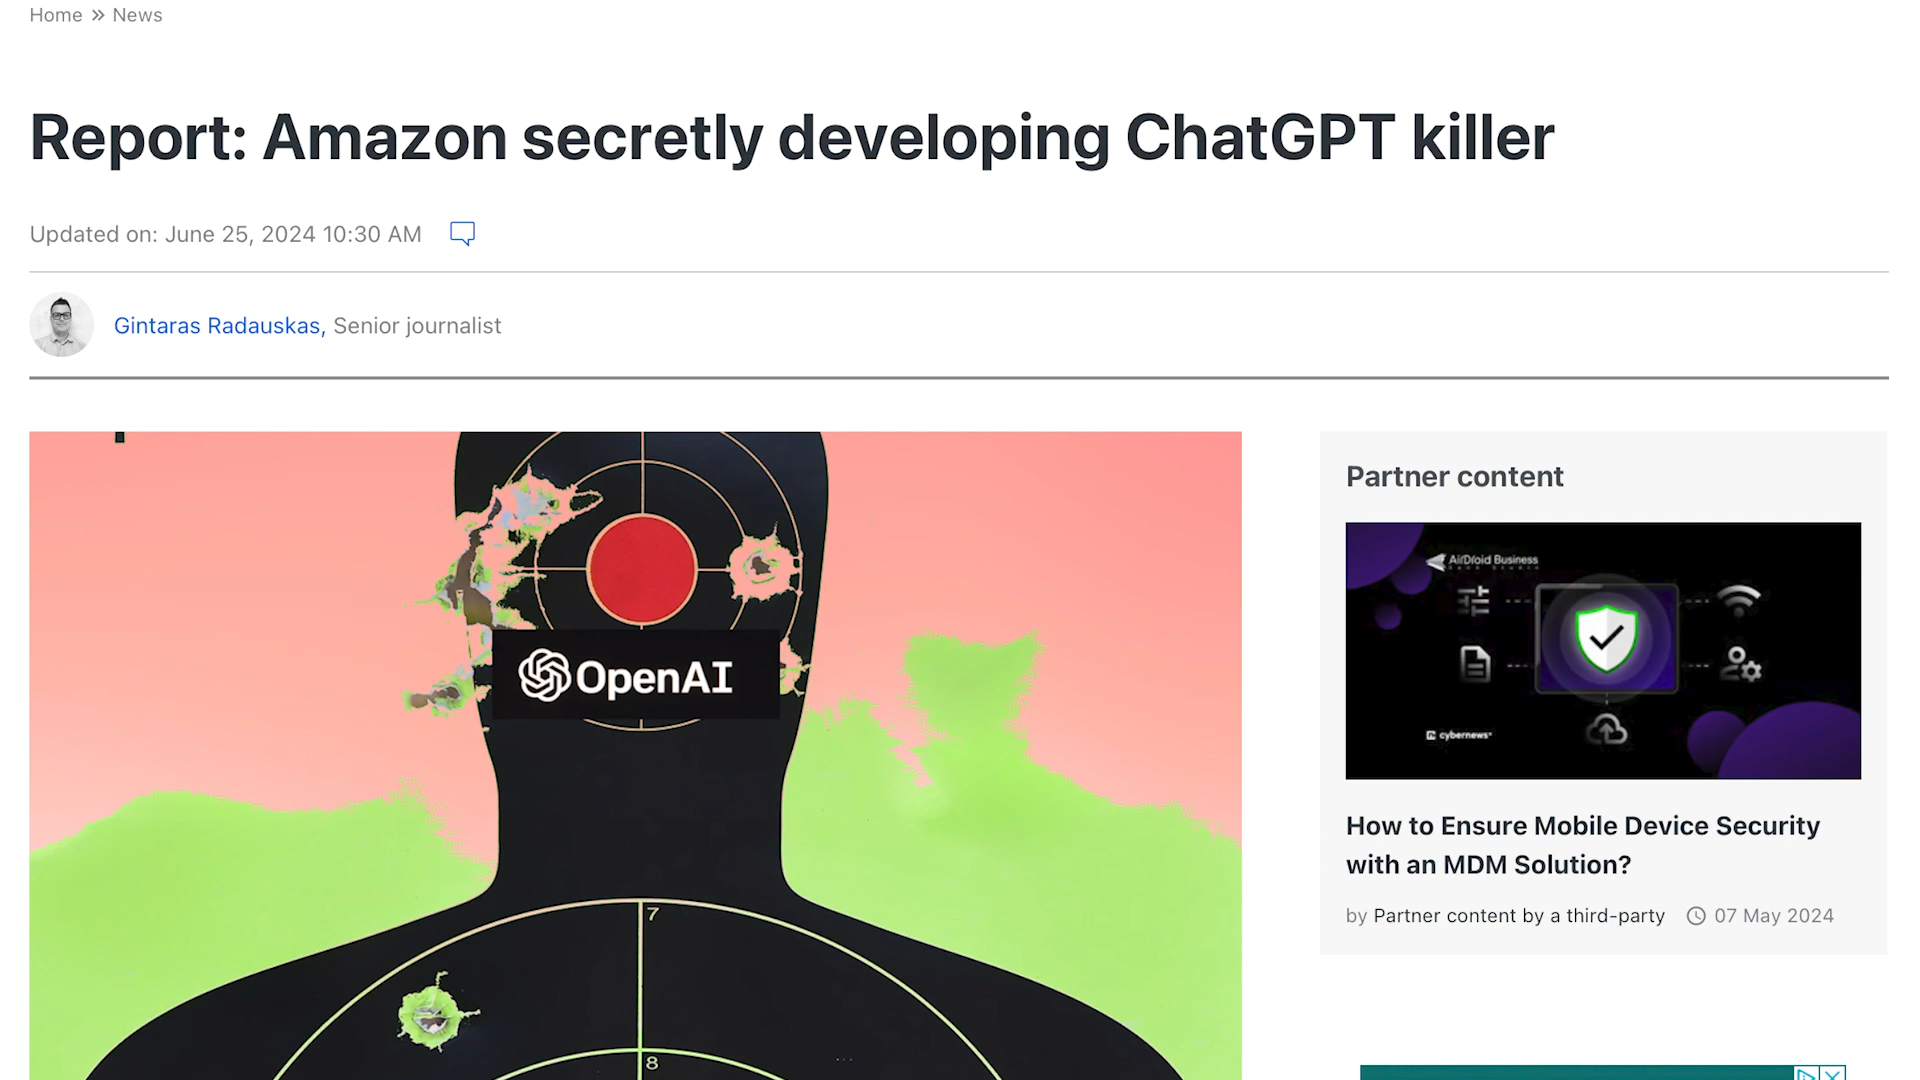 Home » News
Report: Amazon secretly developing ChatGPT killer
Updated on: June 25, 2024 10:30 AM
Gintaras Radauskas, Senior journalist
OpenAI
7
8
Partner content
AirDroid Business
cybernews
How to Ensure Mobile Device Security
with an MDM Solution?
by Partner content by a third-party 07 May 2024